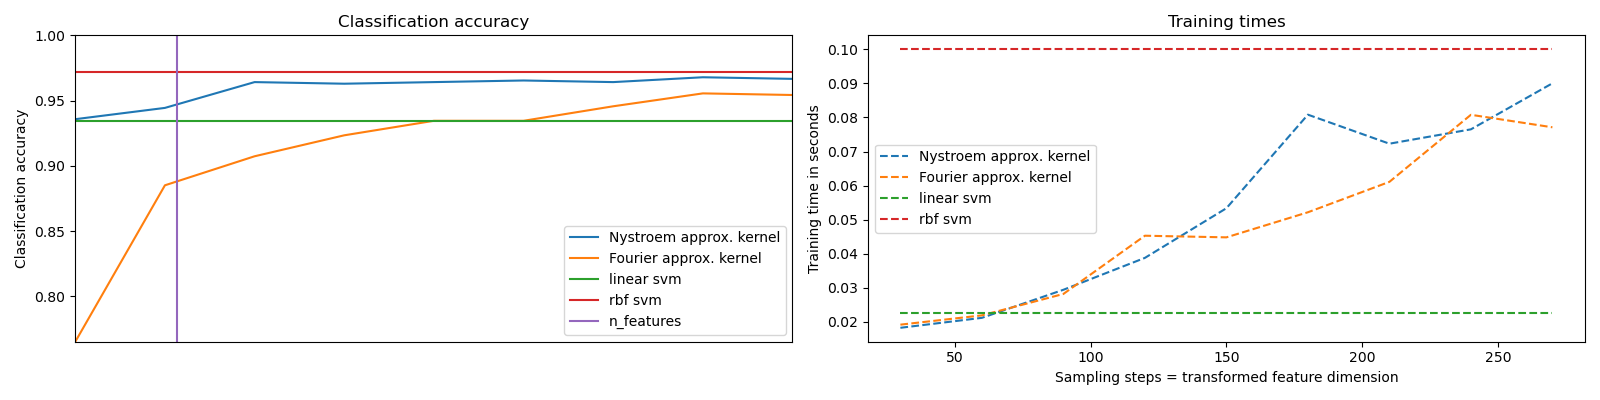 Classification accuracy
Classification accuracy
1.00
0.95
0.90
0.85
0.80
Nystroem approx. kernel
Fourier approx. kernel
linear svm
rbf svm
n_features
Training times
Training time in seconds
0.10
0.09
0.08
0.07
0.06
0.05
0.04
0.03
0.02
Nystroem approx. kernel
Fourier approx. kernel
linear svm
rbf svm
50 100 150 200 250
Sampling steps = transformed feature dimension